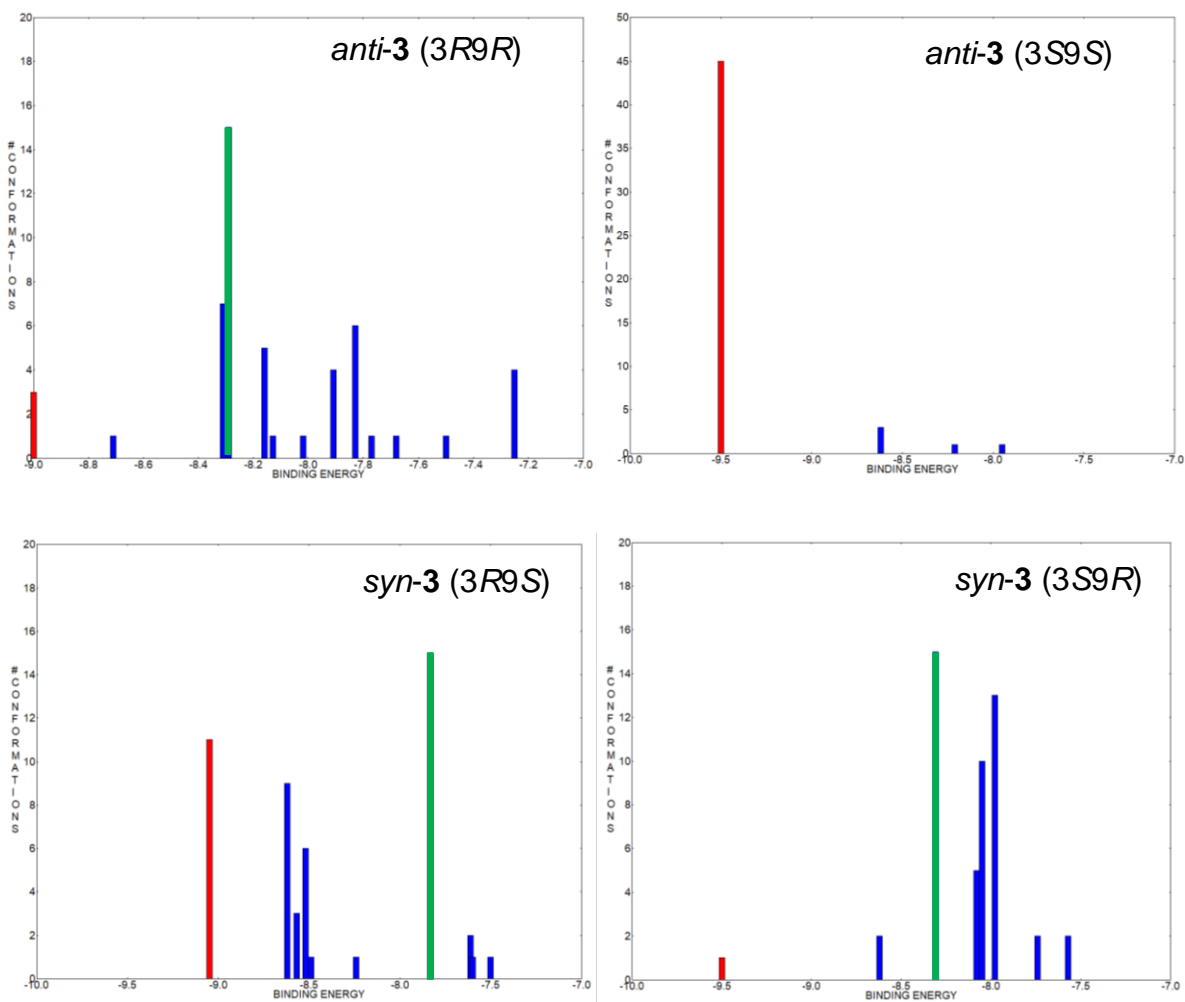 anti-3 (3R9R)
20
18
16
14
12
10
8
6
4
2
0
#CONFORMATIONS
-9.0 -8.8 -8.6 -8.4 -8.2 -8.0 -7.8 -7.6 -7.4 -7.2 -7.0
BINDING ENERGY
anti-3 (3S9S)
50
45
40
35
30
25
20
15
10
5
0
#CONFORMATIONS
-10.0 -9.5 -9.0 -8.5 -8.0 -7.5 -7.0
BINDING ENERGY
syn-3 (3R9S)
20
18
16
14
12
10
8
6
4
2
0
#CONFORMATIONS
-10.0 -9.5 -9.0 -8.5 -8.0 -7.5 -7.0
BINDING ENERGY
syn-3 (3S9R)
20
18
16
14
12
10
8
6
4
2
0
#CONFORMATIONS
-10.0 -9.5 -9.0 -8.5 -8.0 -7.5 -7.0
BINDING ENERGY